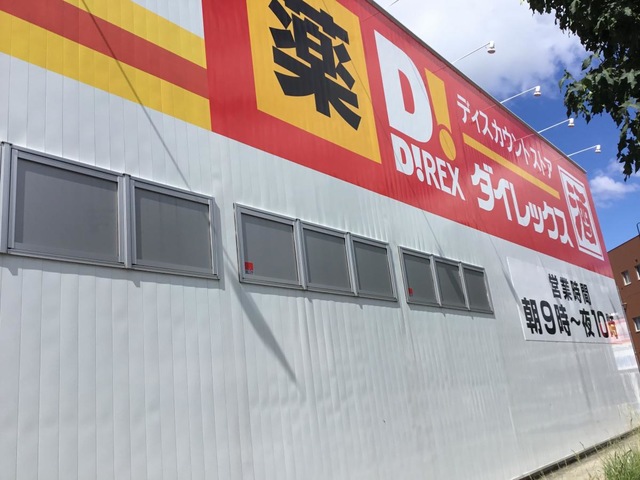 薬
D!
D!REX
ディスカウントストア
ダイレックス
酒
営業時間
朝9時～夜10時